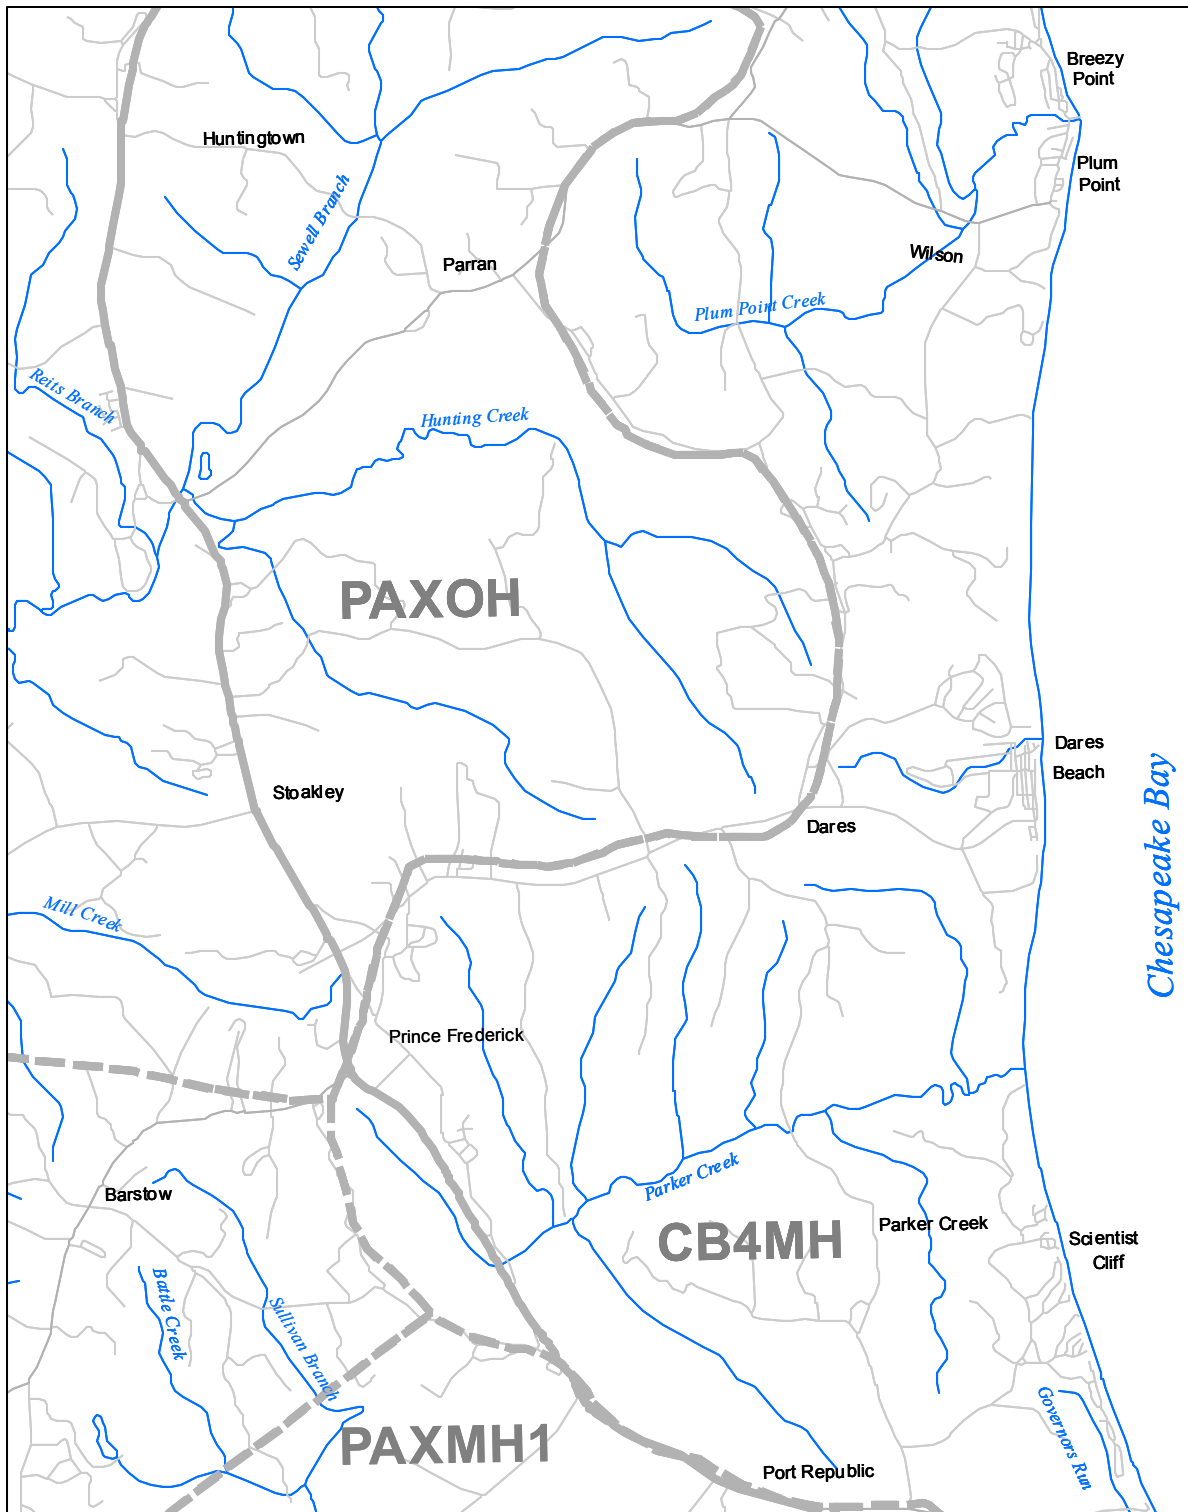 Breezy
Point
Huntingtown
Plum
Point
Sewell Branch
Parran
Wilson
Plum Point Creek
Reits Branch
Hunting Creek
PAXOH
Dares
Beach
Stoakley
Dares
Chesapeake Bay
Mill Creek
Prince Frederick
Parker Creek
Barstow
CB4MH
Parker Creek
Scientist
Cliff
Battle Creek
Sullivan Branch
Governors Run
PAXMH1
Port Republic